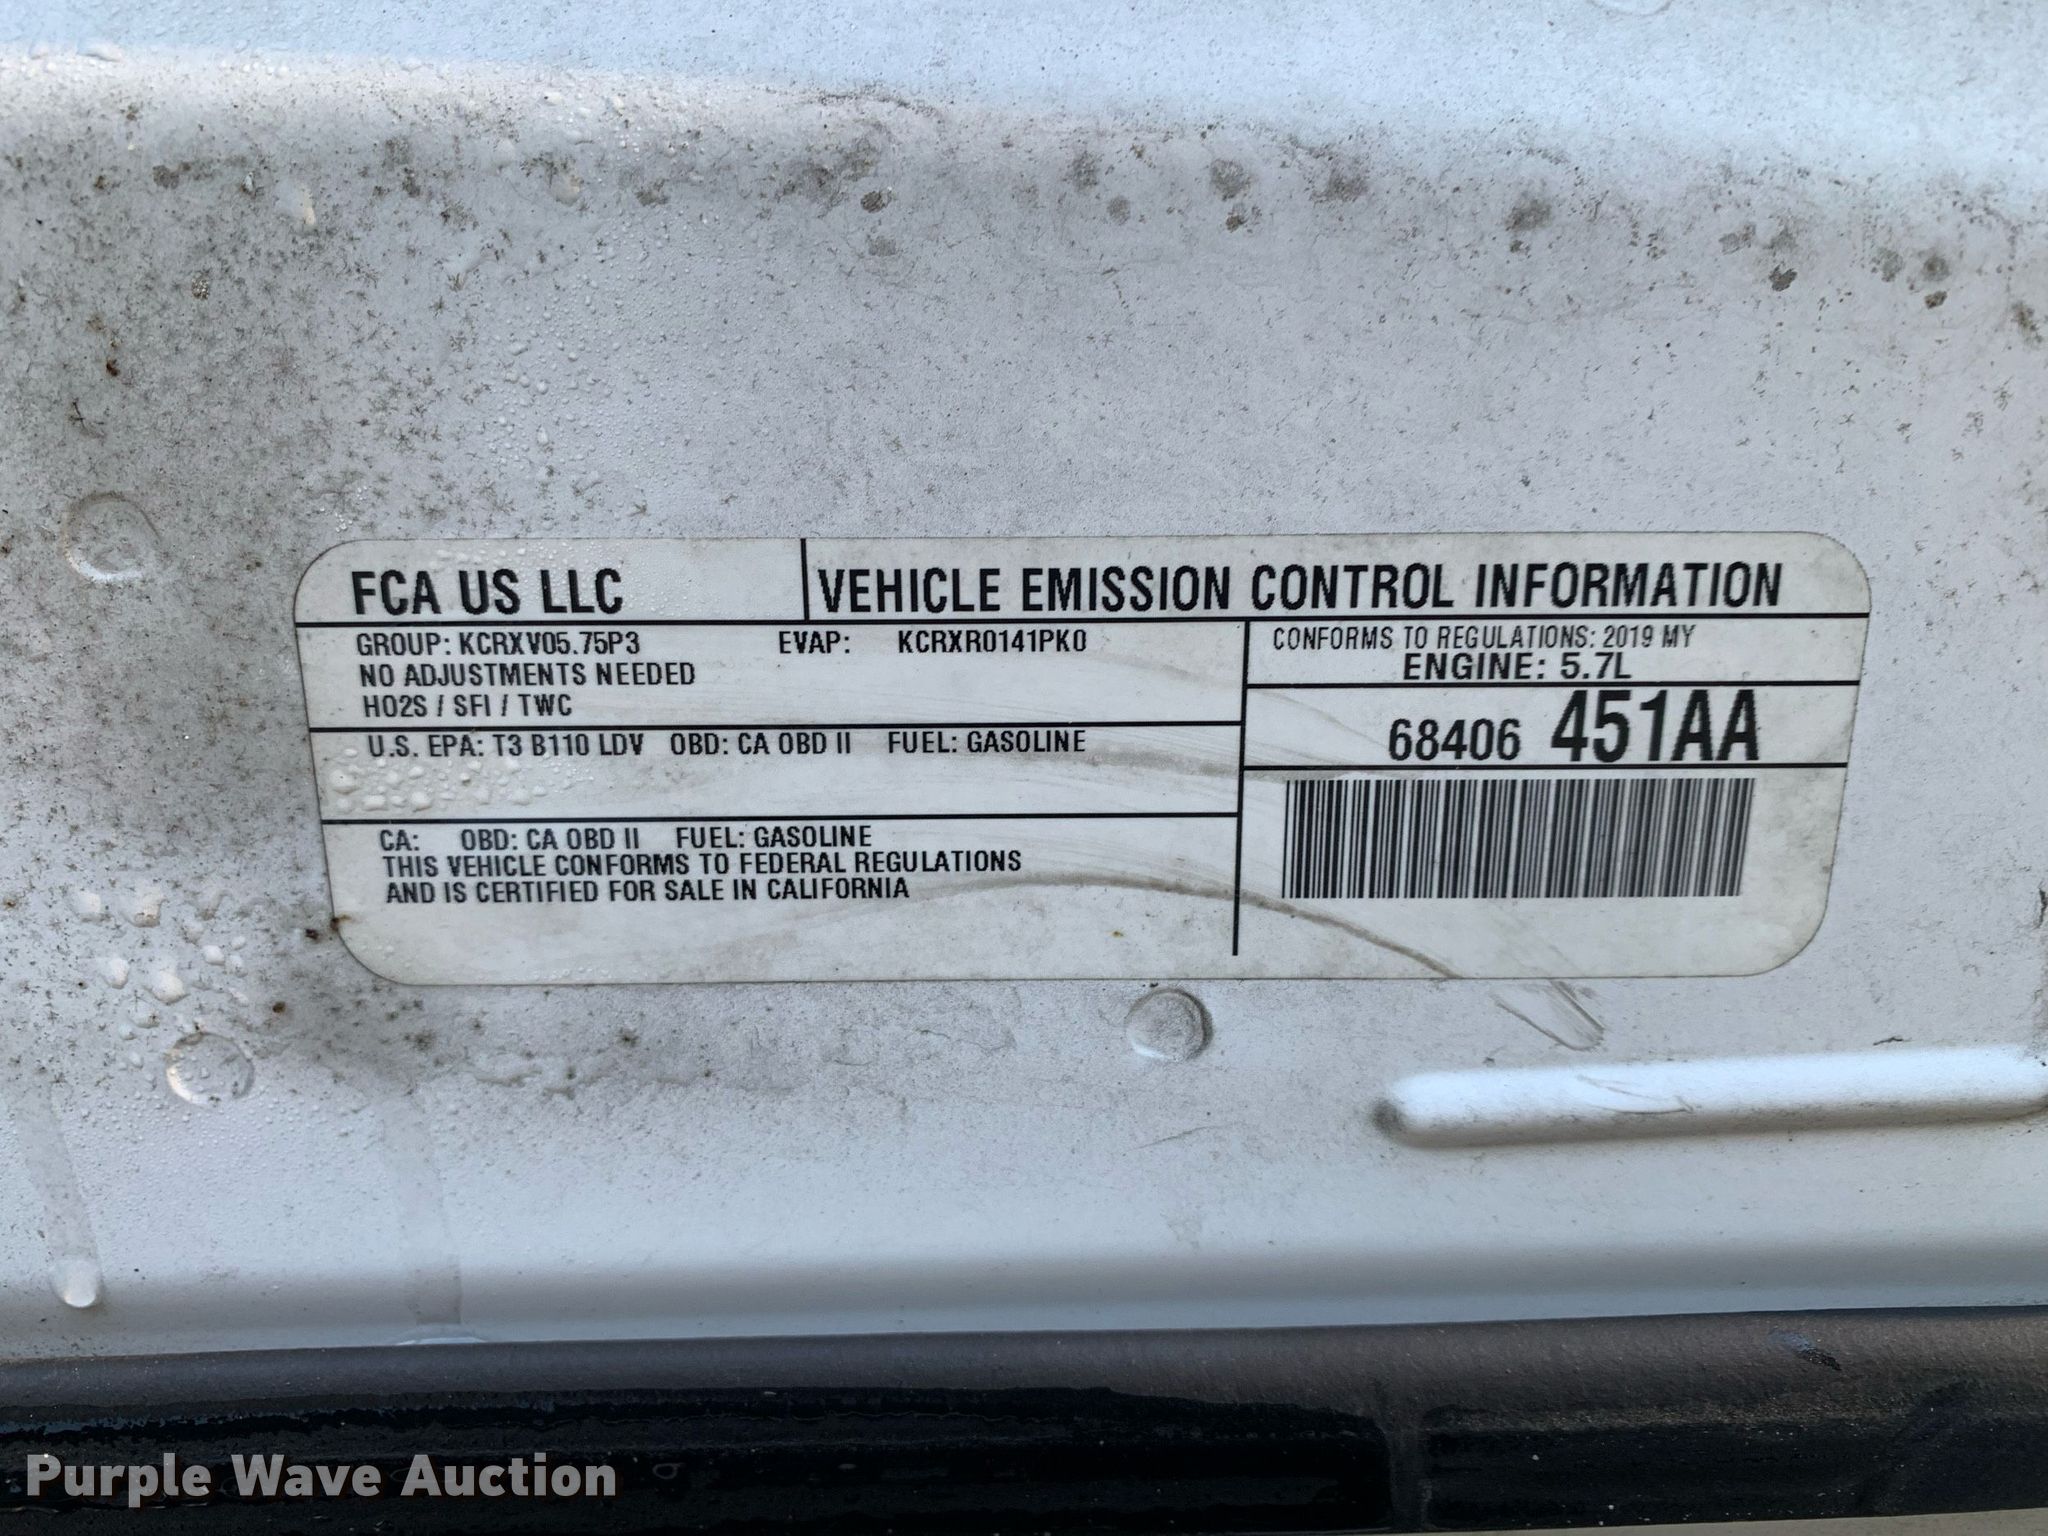 FCA US LLC
VEHICLE EMISSION CONTROL INFORMATION
GROUP: KCRXV05.75P3 EVAP: KCRXR0141PK0
NO ADJUSTMENTS NEEDED
HO2S / SFI / TWC
CONFORMS TO REGULATIONS: 2019 MY
ENGINE: 5.7L
68406 451AA
U.S. EPA: T3 B110 LDV OBD: CA OBD II FUEL: GASOLINE
CA: OBD: CA OBD II FUEL: GASOLINE
THIS VEHICLE CONFORMS TO FEDERAL REGULATIONS
AND IS CERTIFIED FOR SALE IN CALIFORNIA
Purple Wave Auction